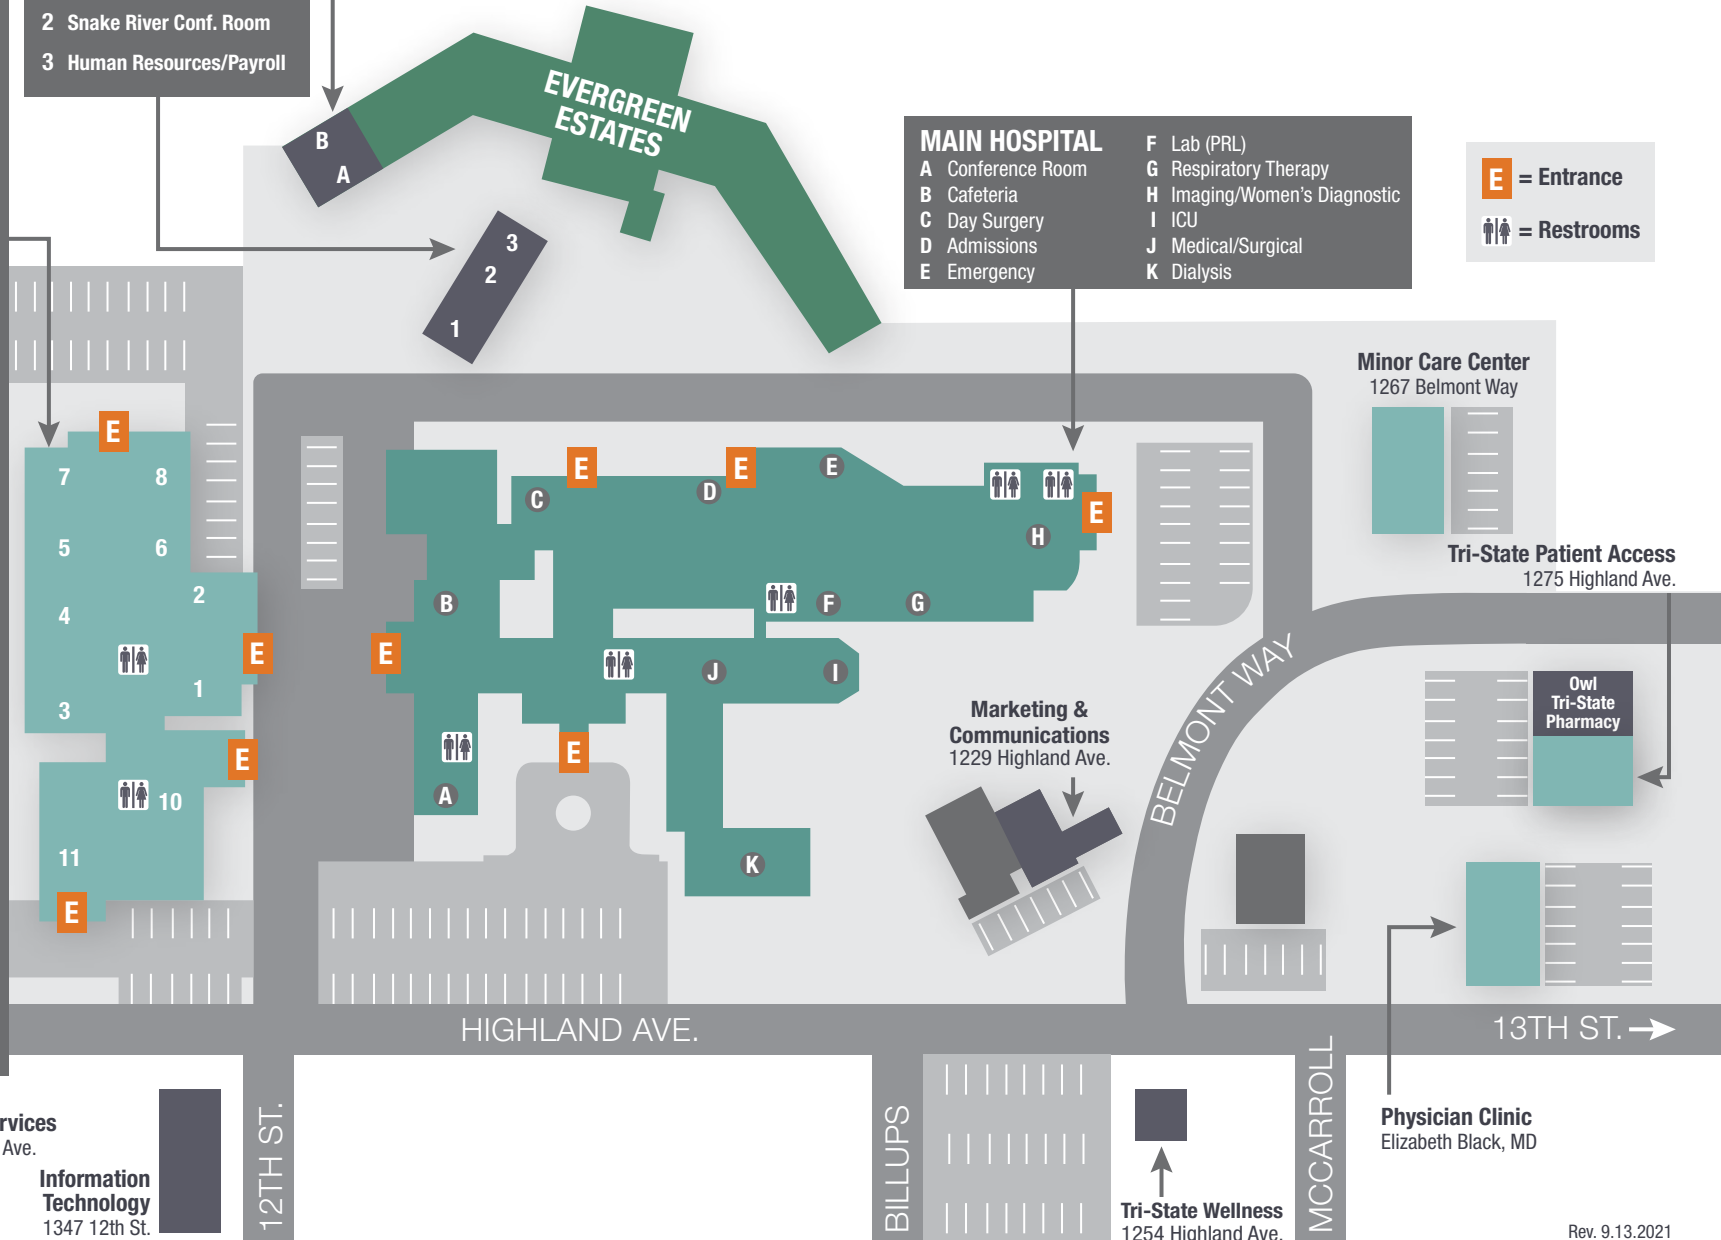 2 Snake River Conf. Room
3 Human Resources/Payroll
EVERGREEN
ESTATES
B
A
3
2
1
MAIN HOSPITAL
A Conference Room
B Cafeteria
C Day Surgery
D Admissions
E Emergency
F Lab (PRL)
G Respiratory Therapy
H Imaging/Women's Diagnostic
I ICU
J Medical/Surgical
K Dialysis
E = Entrance
= Restrooms
Minor Care Center
1267 Belmont Way
Tri-State Patient Access
1275 Highland Ave.
E
7 8
5 6
2
4
E
1
3
E
10
11
E
E
E
E
C
D
E
H
E
B
F
G
E
J
I
E
A
K
Marketing &
Communications
1229 Highland Ave.
BELMONT WAY
Owl
Tri-State
Pharmacy
HIGHLAND AVE.
13TH ST.
rvices
Ave.
Information
Technology
1347 12th St.
12TH ST.
BILLUPS
Tri-State Wellness
1254 Highland Ave.
MCCARROLL
Physician Clinic
Elizabeth Black, MD
Rev. 9.13.2021